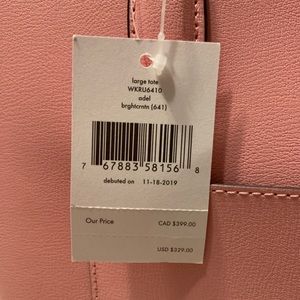 large tote
WKRU6410
adel
brghtcrntn (641)
7 67883 58156 8
debuted on 11-18-2019
Our Price CAD $399.00
USD $329.00